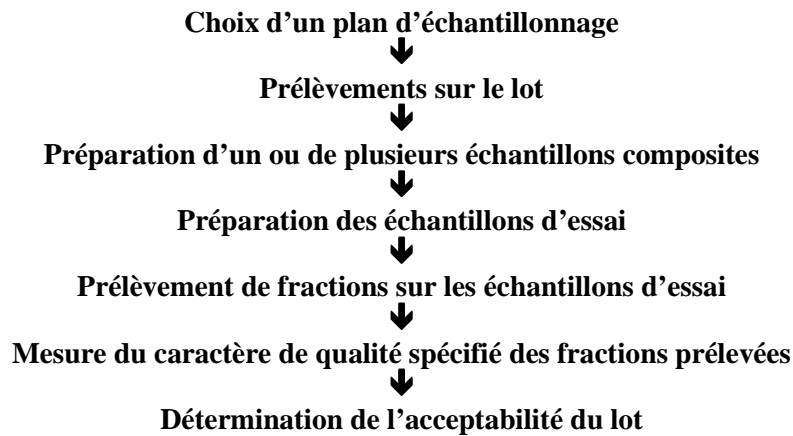 Choix d’un plan d’échantillonnage
Prélèvements sur le lot
Préparation d’un ou de plusieurs échantillons composites
Préparation des échantillons d’essai
Prélèvement de fractions sur les échantillons d’essai
Mesure du caractère de qualité spécifié des fractions prélevées
Détermination de l’acceptabilité du lot